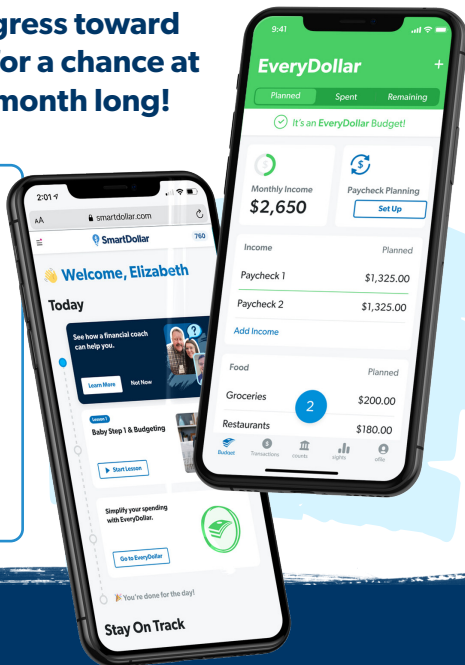 gress toward
for a chance at
month long!
9:41
EveryDollar
+
Planned Spent Remaining
It's an EveryDollar Budget!
Monthly Income
$2,650
Paycheck Planning
Set Up
Income Planned
Paycheck 1 $1,325.00
Paycheck 2 $1,325.00
Add Income
Food Planned
Groceries $200.00
2
Restaurants $180.00
Budget Transactions counts sights ofile
2:01
AA smartdollar.com
SmartDollar 760
Welcome, Elizabeth
Today
See how a financial coach
can help you.
Learn More Not Now
Lesson 1
Baby Step 1 & Budgeting
Start Lesson
Simplify your spending
with EveryDollar.
Go to EveryDollar
You're done for the day!
Stay On Track